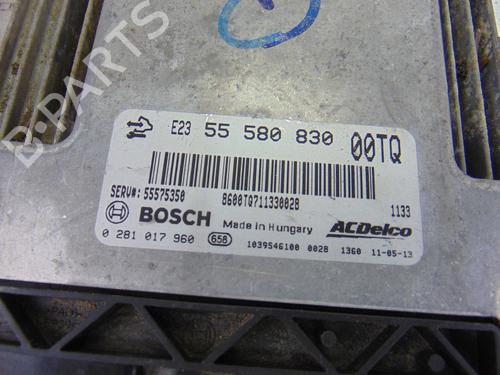 B-PARTS
E23 55 580 830 00TQ
SERV#: 55575350 8600TQ711330028 1133
BOSCH Made in Hungary ACDelco
0 281 017 960 658 1039S46100 0028 1360 11-05-13